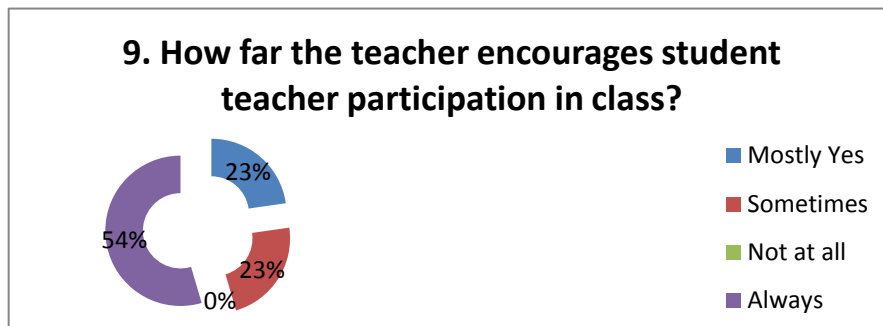 9. How far the teacher encourages student
teacher participation in class?
23%
23%
0%
54%
Mostly Yes
Sometimes
Not at all
Always